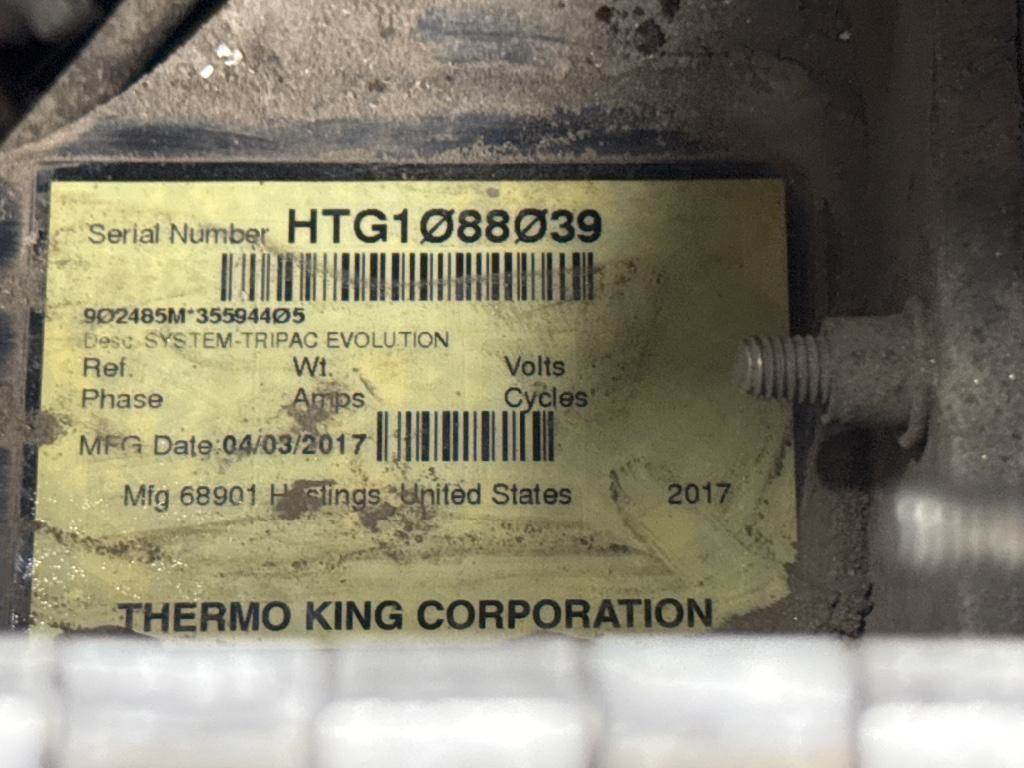 Serial Number HTG1Ø88Ø39
9Ø2485M*355944Ø5
Desc SYSTEM-TRIPAC EVOLUTION
Ref. Wt. Volts
Phase Amps Cycles
MFG Date 04/03/2017
Mfg 68901 Hastings, United States 2017
THERMO KING CORPORATION